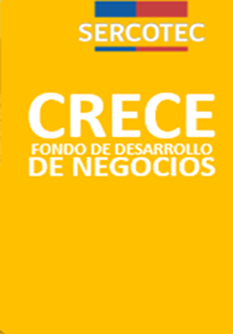 SERCOTEC
CRECE
FONDO DE DESARROLLO
DE NEGOCIOS